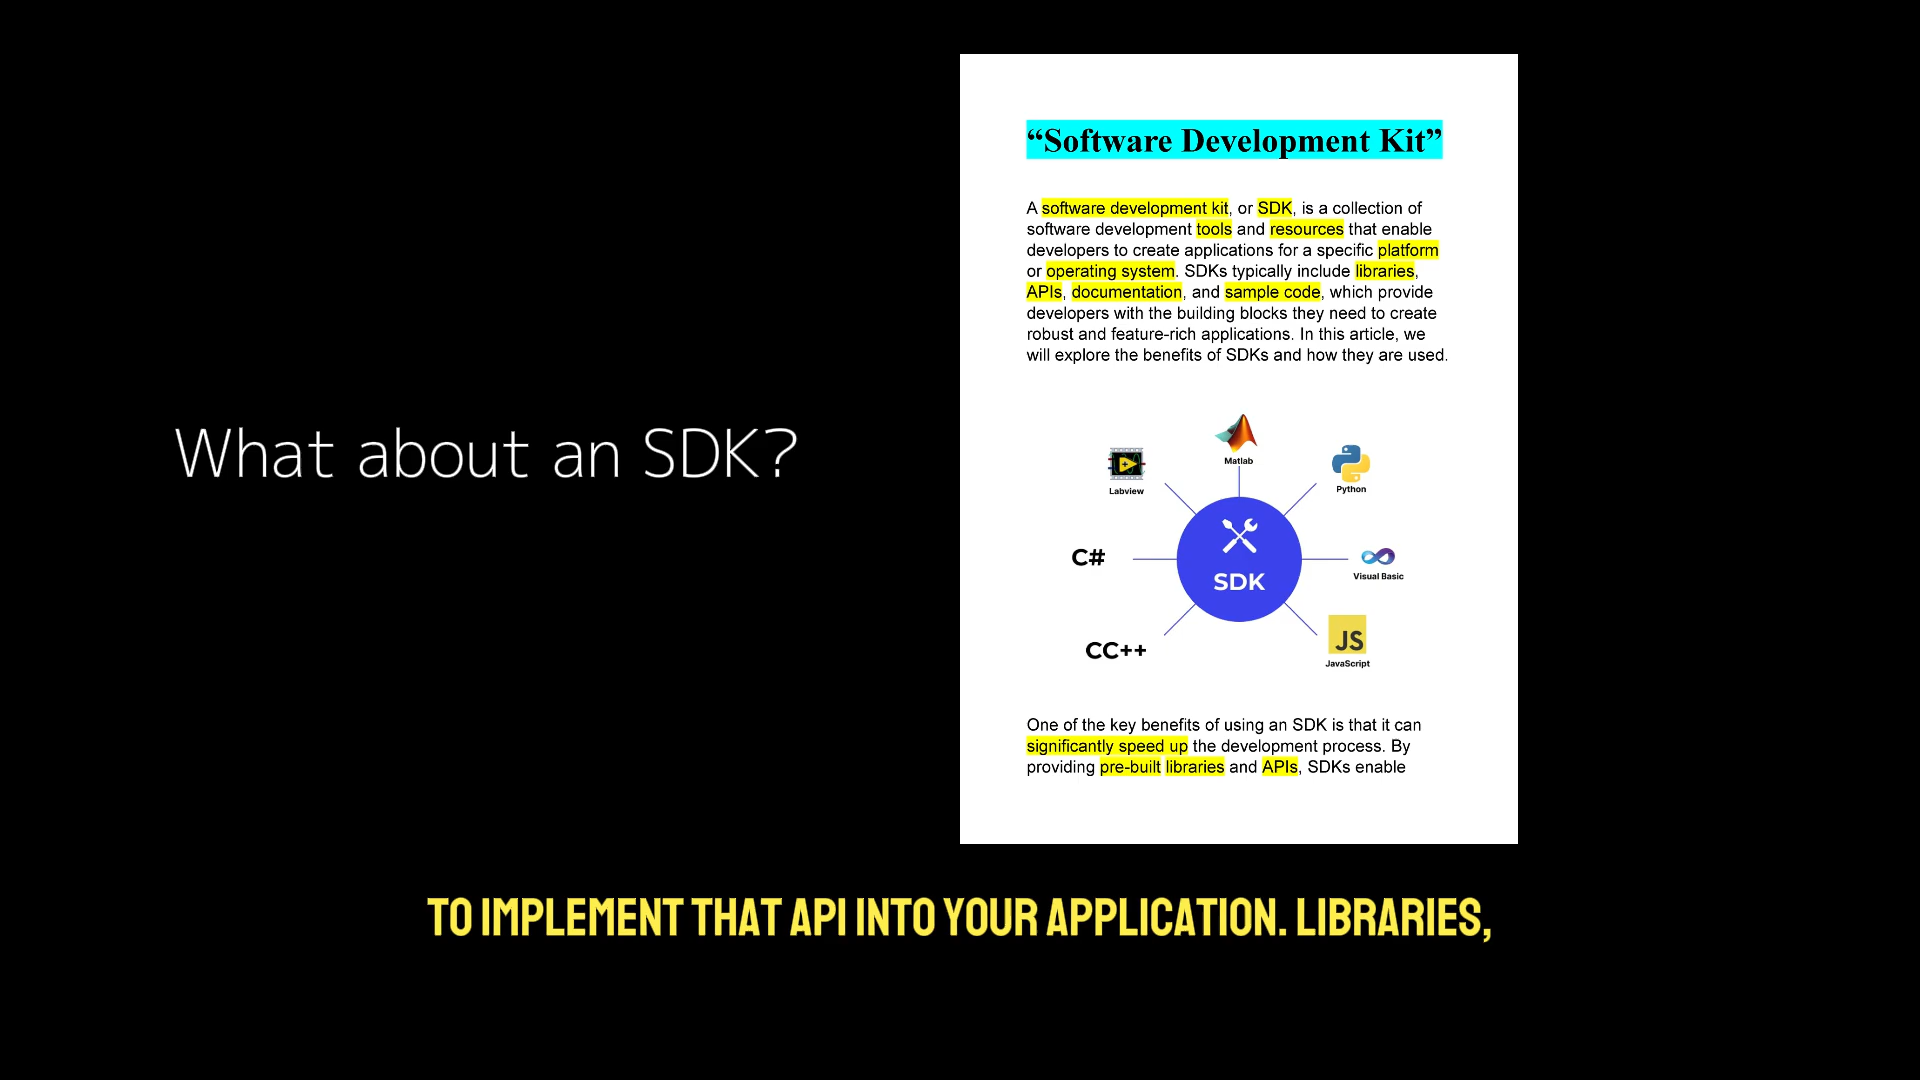 What about an SDK?
“Software Development Kit”
A software development kit, or SDK, is a collection of
software development tools and resources that enable
developers to create applications for a specific platform
or operating system. SDKs typically include libraries,
APIs, documentation, and sample code, which provide
developers with the building blocks they need to create
robust and feature-rich applications. In this article, we
will explore the benefits of SDKs and how they are used.
Matlab
Labview
Python
C#
SDK
Visual Basic
CC++
JS
JavaScript
One of the key benefits of using an SDK is that it can
significantly speed up the development process. By
providing pre-built libraries and APIs, SDKs enable
TO IMPLEMENT THAT API INTO YOUR APPLICATION. LIBRARIES,